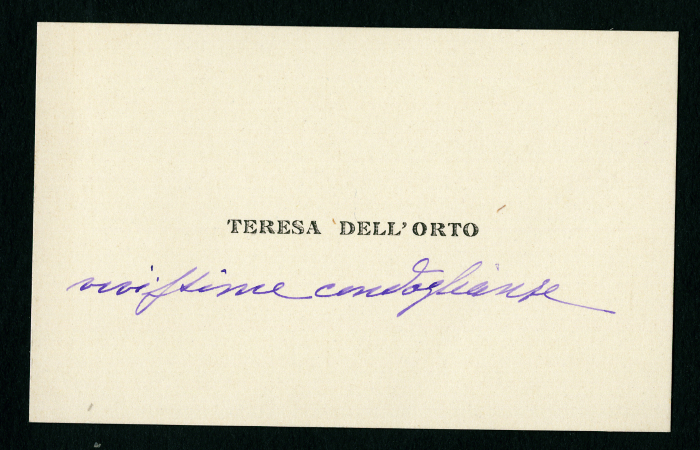 TERESA DELL'ORTO
vivissime condoglianze